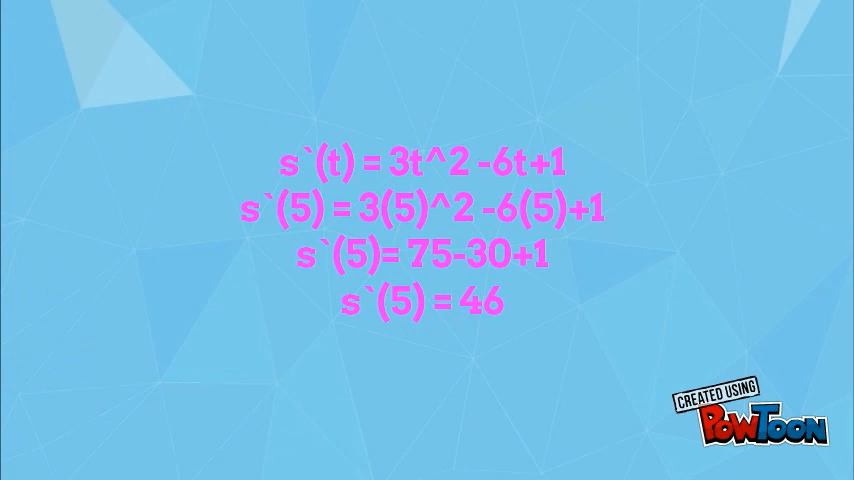 s`(t) = 3t^2 -6t+1
s`(5) = 3(5)^2 -6(5)+1
s`(5)= 75-30+1
s`(5) = 46
CREATED USING
POWTOON